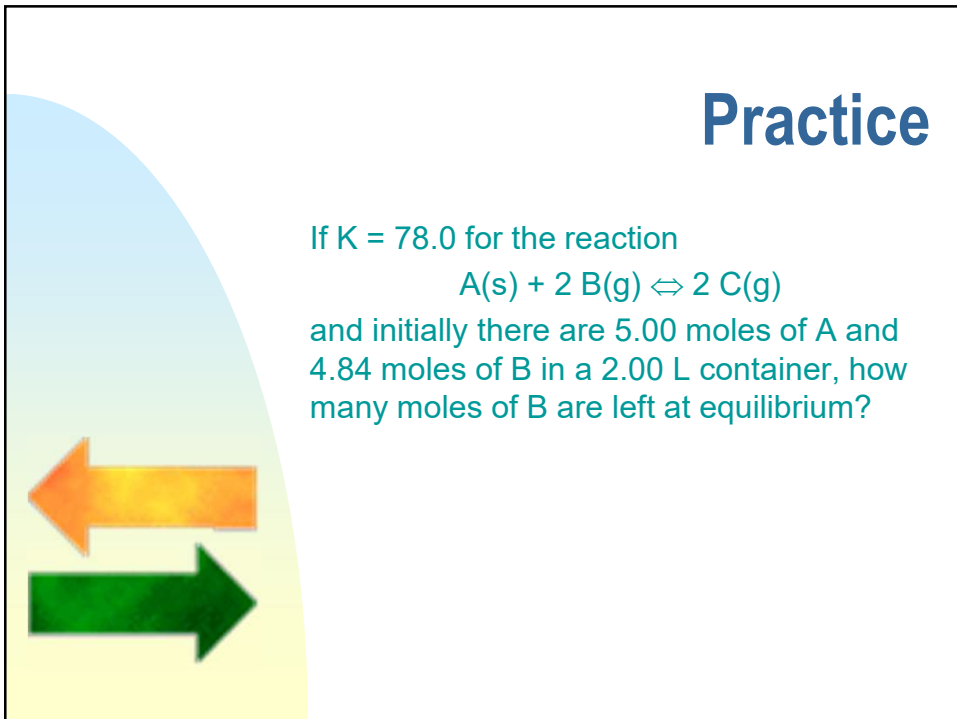 Practice
If K = 78.0 for the reaction
A(s) + 2 B(g) ⇔ 2 C(g)
and initially there are 5.00 moles of A and
4.84 moles of B in a 2.00 L container, how
many moles of B are left at equilibrium?